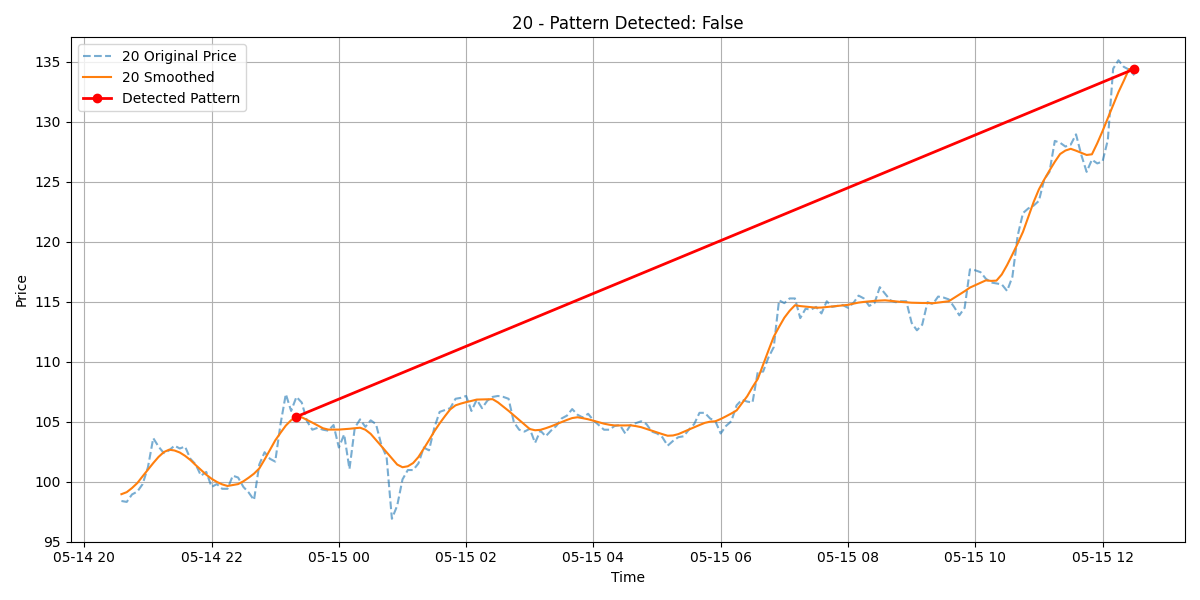 20 - Pattern Detected: False
20 Original Price
20 Smoothed
Detected Pattern
Price
135
130
125
120
115
110
105
100
95
05-14 20 05-14 22 05-15 00 05-15 02 05-15 04 05-15 06 05-15 08 05-15 10 05-15 12
Time